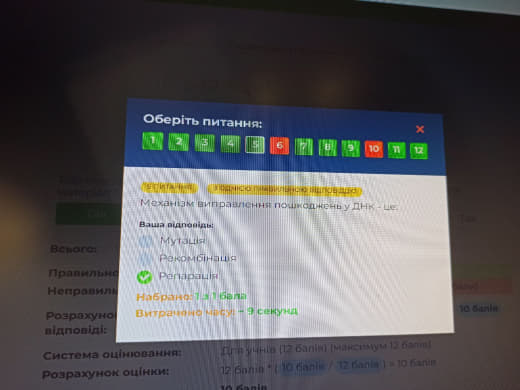 Оберіть питання:
1 2 3 4 5 6 7 8 9 10 11 12
5 питання з однією правильною відповіддю
Механізм виправлення пошкоджень у ДНК - це:
Ваша відповідь:
Мутація
Рекомбінація
Репарація
Набрано: 1 з 1 бала
Витрачено часу: ~ 9 секунд
Всього:
Правильно
Неправиль
Розрахунок
10 балів
відповіді:
Система оцінювання: Для учнів (12 балів) (максимум 12 балів)
Розрахунок оцінки: 12 балів * ( 10 балів / 12 балів ) = 10 балів
10 балів